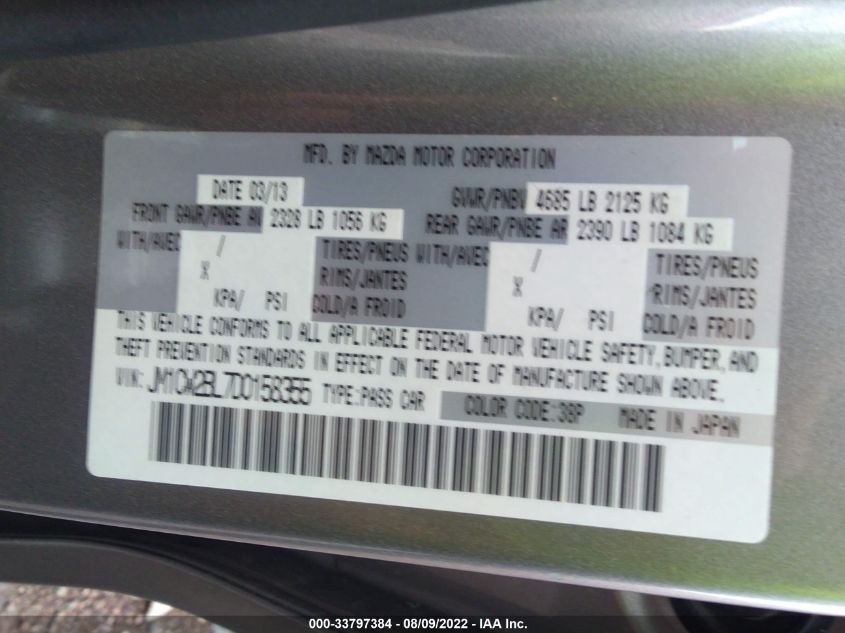 MFD. BY MAZDA MOTOR CORPORATION
DATE 03/13 GVWR/PNBV 4685 LB 2125 KG
FRONT GAWR/PNBE AV 2328 LB 1056 KG REAR GAWR/PNBE AR 2390 LB 1084 KG
WITH/AVEC / TIRES/PNEUS WITH/AVEC / TIRES/PNEUS
X RIMS/JANTES X RIMS/JANTES
KPA/ PSI COLD/A FROID KPA/ PSI COLD/A FROID
THIS VEHICLE CONFORMS TO ALL APPLICABLE FEDERAL MOTOR VEHICLE SAFETY, BUMPER, AND
THEFT PREVENTION STANDARDS IN EFFECT ON THE DATE OF MANUFACTURE SHOWN ABOVE.
VIN: JM1CW2BL7D0158355 TYPE: PASS CAR COLOR CODE: 38P MADE IN JAPAN
000-33797384 - 08/09/2022 - IAA Inc.